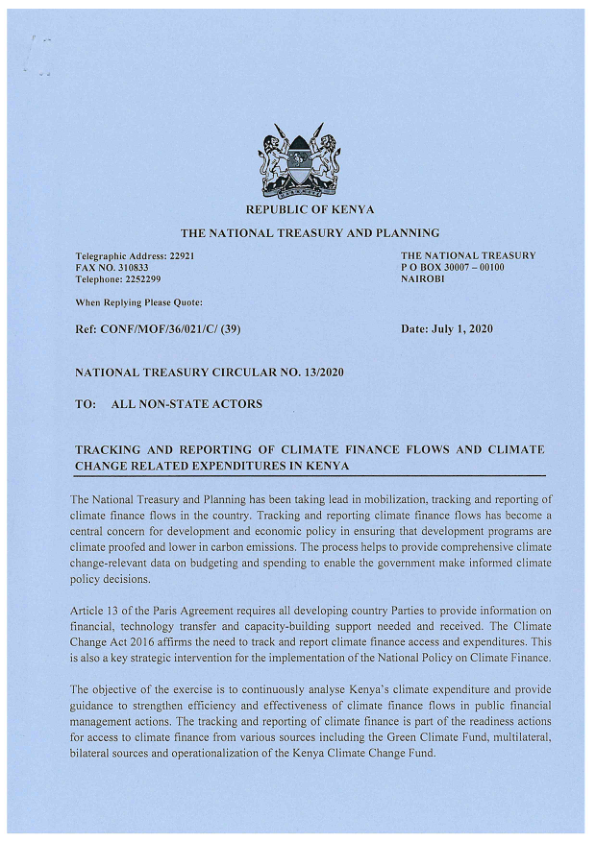 REPUBLIC OF KENYA
THE NATIONAL TREASURY AND PLANNING
Telegraphic Address: 22921
FAX NO. 310833
Telephone: 2252299
THE NATIONAL TREASURY
P O BOX 30007 – 00100
NAIROBI
When Replying Please Quote:
Ref: CONF/MOF/36/021/C/ (39)
Date: July 1, 2020
NATIONAL TREASURY CIRCULAR NO. 13/2020
TO: ALL NON-STATE ACTORS
TRACKING AND REPORTING OF CLIMATE FINANCE FLOWS AND CLIMATE
CHANGE RELATED EXPENDITURES IN KENYA
The National Treasury and Planning has been taking lead in mobilization, tracking and reporting of
climate finance flows in the country. Tracking and reporting climate finance flows has become a
central concern for development and economic policy in ensuring that development programs are
climate proofed and lower in carbon emissions. The process helps to provide comprehensive climate
change-relevant data on budgeting and spending to enable the government make informed climate
policy decisions.
Article 13 of the Paris Agreement requires all developing country Parties to provide information on
financial, technology transfer and capacity-building support needed and received. The Climate
Change Act 2016 affirms the need to track and report climate finance access and expenditures. This
is also a key strategic intervention for the implementation of the National Policy on Climate Finance.
The objective of the exercise is to continuously analyse Kenya's climate expenditure and provide
guidance to strengthen efficiency and effectiveness of climate finance flows in public financial
management actions. The tracking and reporting of climate finance is part of the readiness actions
for access to climate finance from various sources including the Green Climate Fund, multilateral,
bilateral sources and operationalization of the Kenya Climate Change Fund.